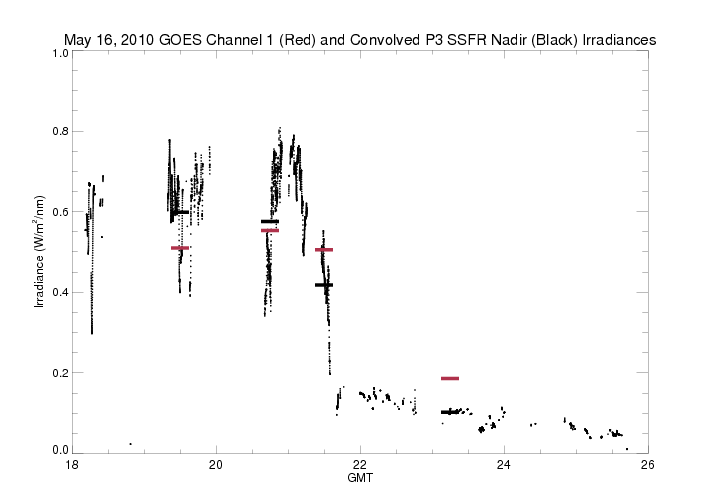 May 16, 2010 GOES Channel 1 (Red) and Convolved P3 SSFR Nadir (Black) Irradiances
1.0
0.8
0.6
0.4
0.2
0.0
Irradiance (W/m²/nm)
18 20 22 24 26
GMT